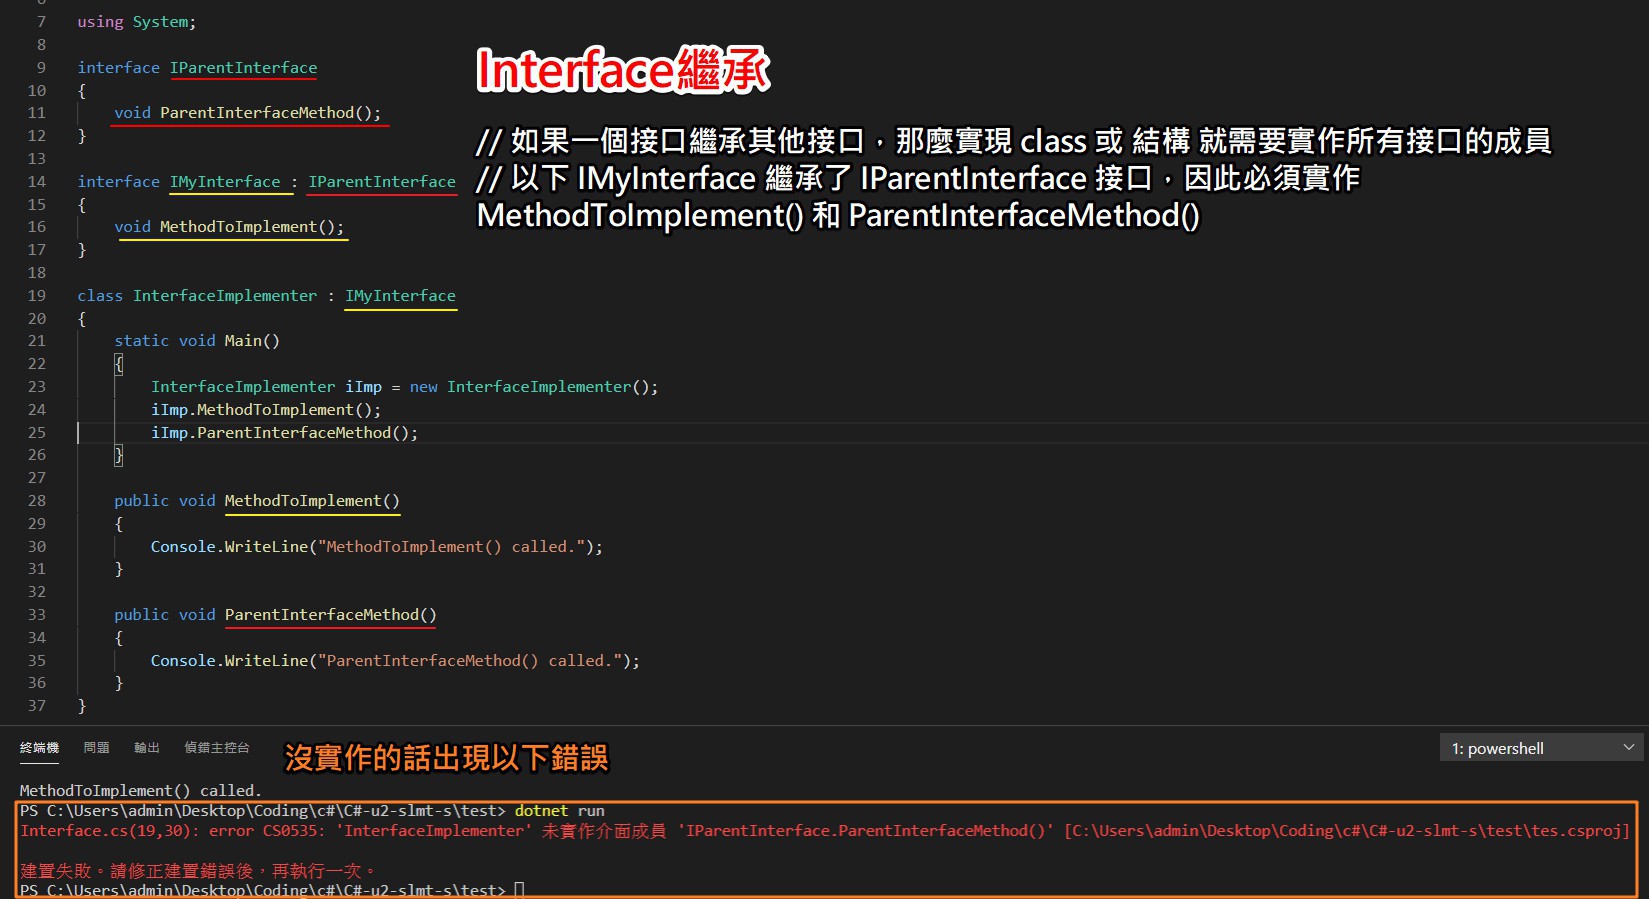 6
7 using System;
8
9 interface IParentInterface
10 {
11 void ParentInterfaceMethod();
12 }
13
14 interface IMyInterface : IParentInterface
15 {
16 void MethodToImplement();
17 }
18
19 class InterfaceImplementer : IMyInterface
20 {
21 static void Main()
22 {
23 InterfaceImplementer iImp = new InterfaceImplementer();
24 iImp.MethodToImplement();
25 iImp.ParentInterfaceMethod();
26 }
27
28 public void MethodToImplement()
29 {
30 Console.WriteLine("MethodToImplement() called.");
31 }
32
33 public void ParentInterfaceMethod()
34 {
35 Console.WriteLine("ParentInterfaceMethod() called.");
36 }
37 }
Interface繼承
// 如果一個接口繼承其他接口，那麼實現 class 或 結構 就需要實作所有接口的成員
// 以下 IMyInterface 繼承了 IParentInterface 接口，因此必須實作
MethodToImplement() 和 ParentInterfaceMethod()
終端機 問題 輸出 偵錯主控台
沒實作的話出現以下錯誤
1: powershell
MethodToImplement() called.
PS C:\Users\admin\Desktop\Coding\c#\C#-u2-slmt-s\test> dotnet run
Interface.cs(19,30): error CS0535: 'InterfaceImplementer' 未實作介面成員 'IParentInterface.ParentInterfaceMethod()' [C:\Users\admin\Desktop\Coding\c#\C#-u2-slmt-s\test\tes.csproj]
建置失敗。請修正建置錯誤後，再執行一次。
PS C:\Users\admin\Desktop\Coding\c#\C#-u2-slmt-s\test>